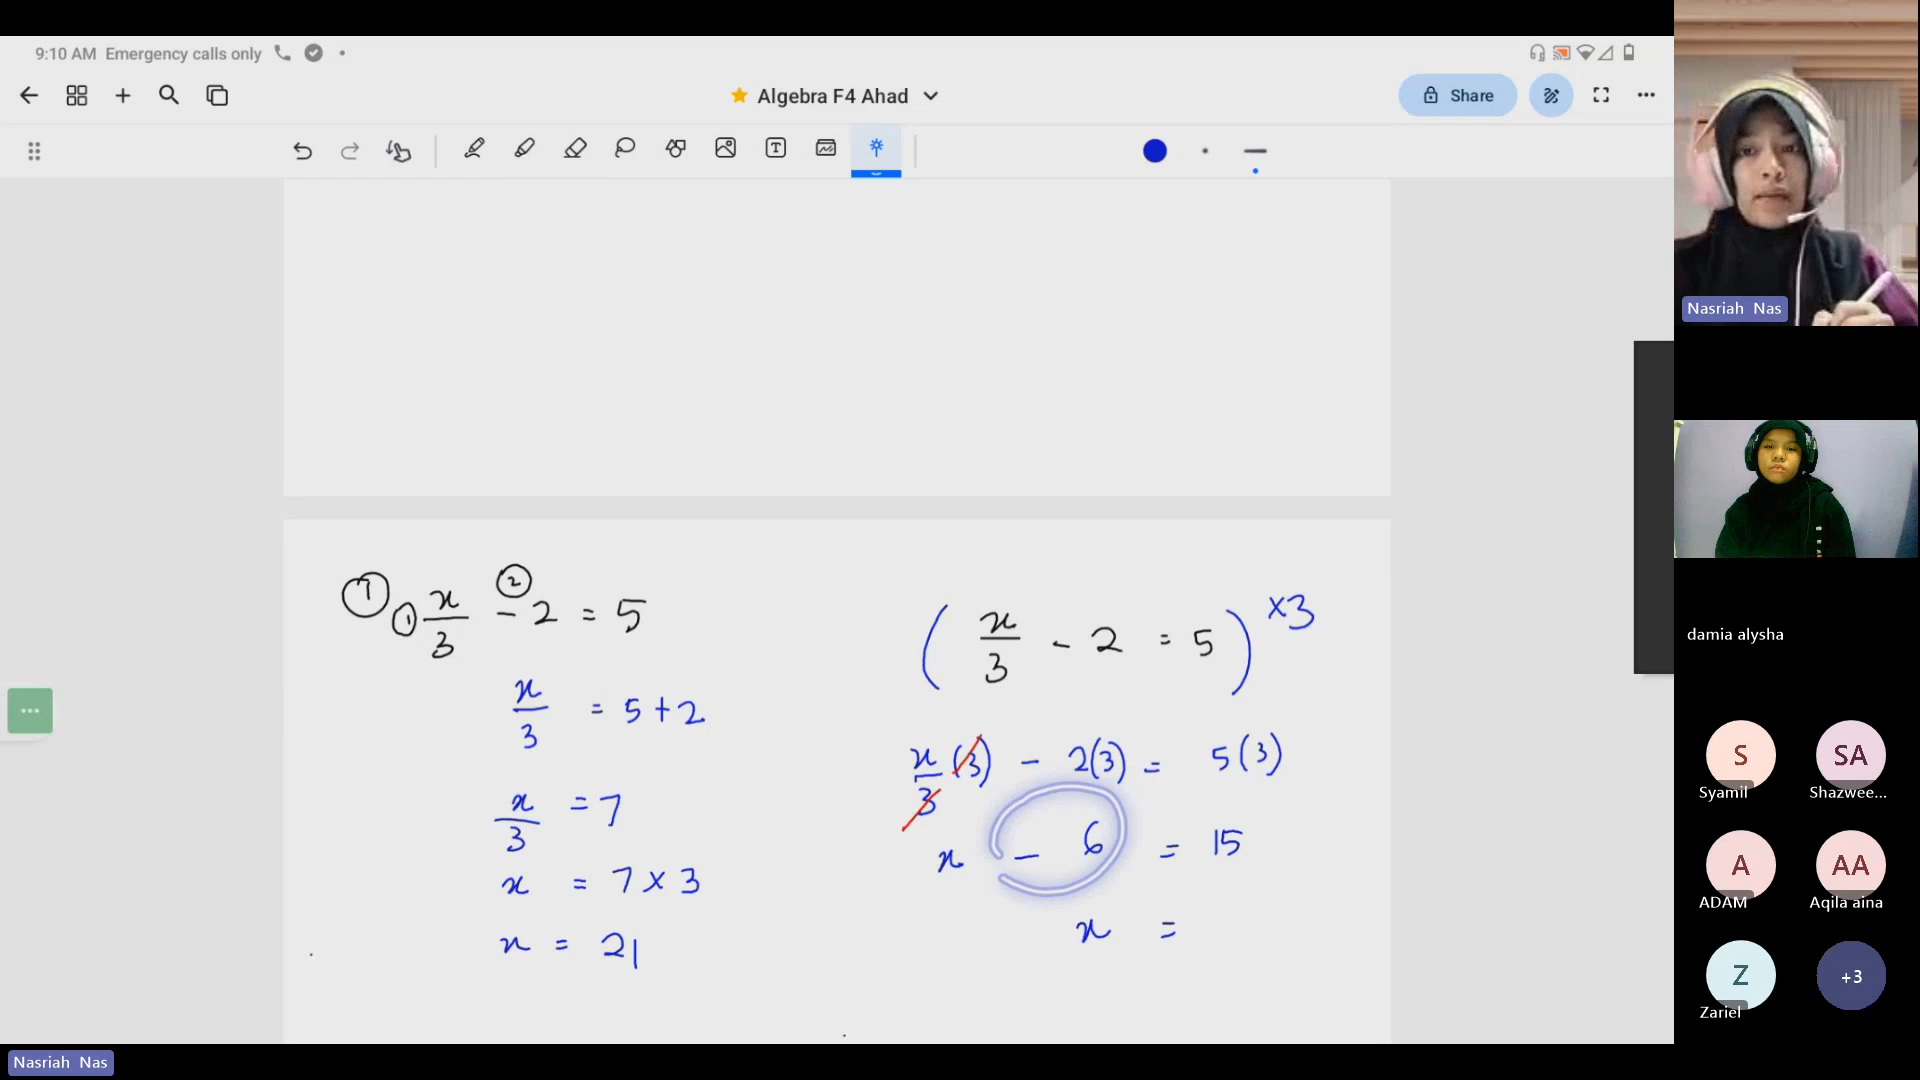 9:10 AM Emergency calls only
Algebra F4 Ahad
Share
① ① x/3 ② - 2 = 5
x/3 = 5 + 2
x/3 = 7
x = 7 × 3
x = 21
( x/3 - 2 = 5 ) ×3
x/3 (3) - 2(3) = 5(3)
x - 6 = 15
x =
Nasriah Nas
damia alysha
S
Syamil
SA
Shazwee...
A
ADAM
AA
Aqila aina
Z
Zariel
+3
Nasriah Nas